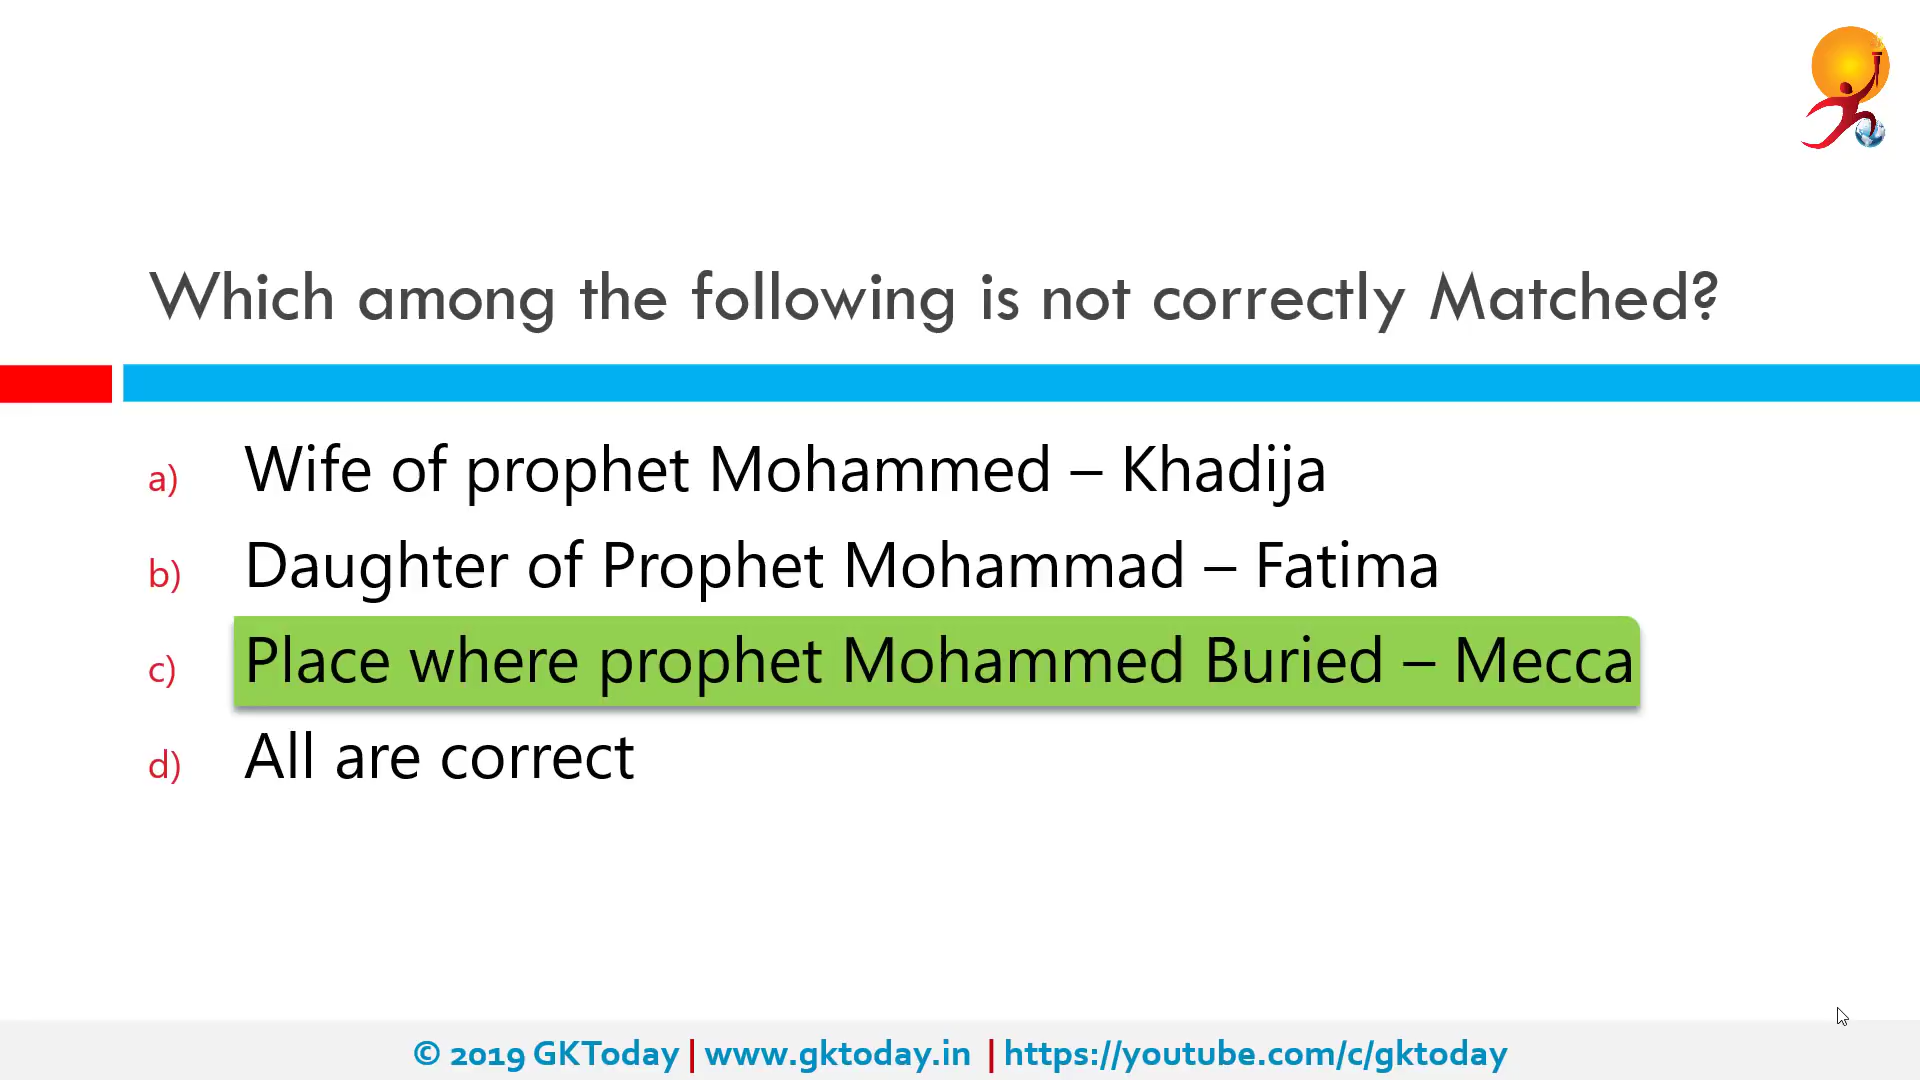 Which among the following is not correctly Matched?
a) Wife of prophet Mohammed – Khadija
b) Daughter of Prophet Mohammad – Fatima
c) Place where prophet Mohammed Buried – Mecca
d) All are correct
© 2019 GKToday | www.gktoday.in | https://youtube.com/c/gktoday